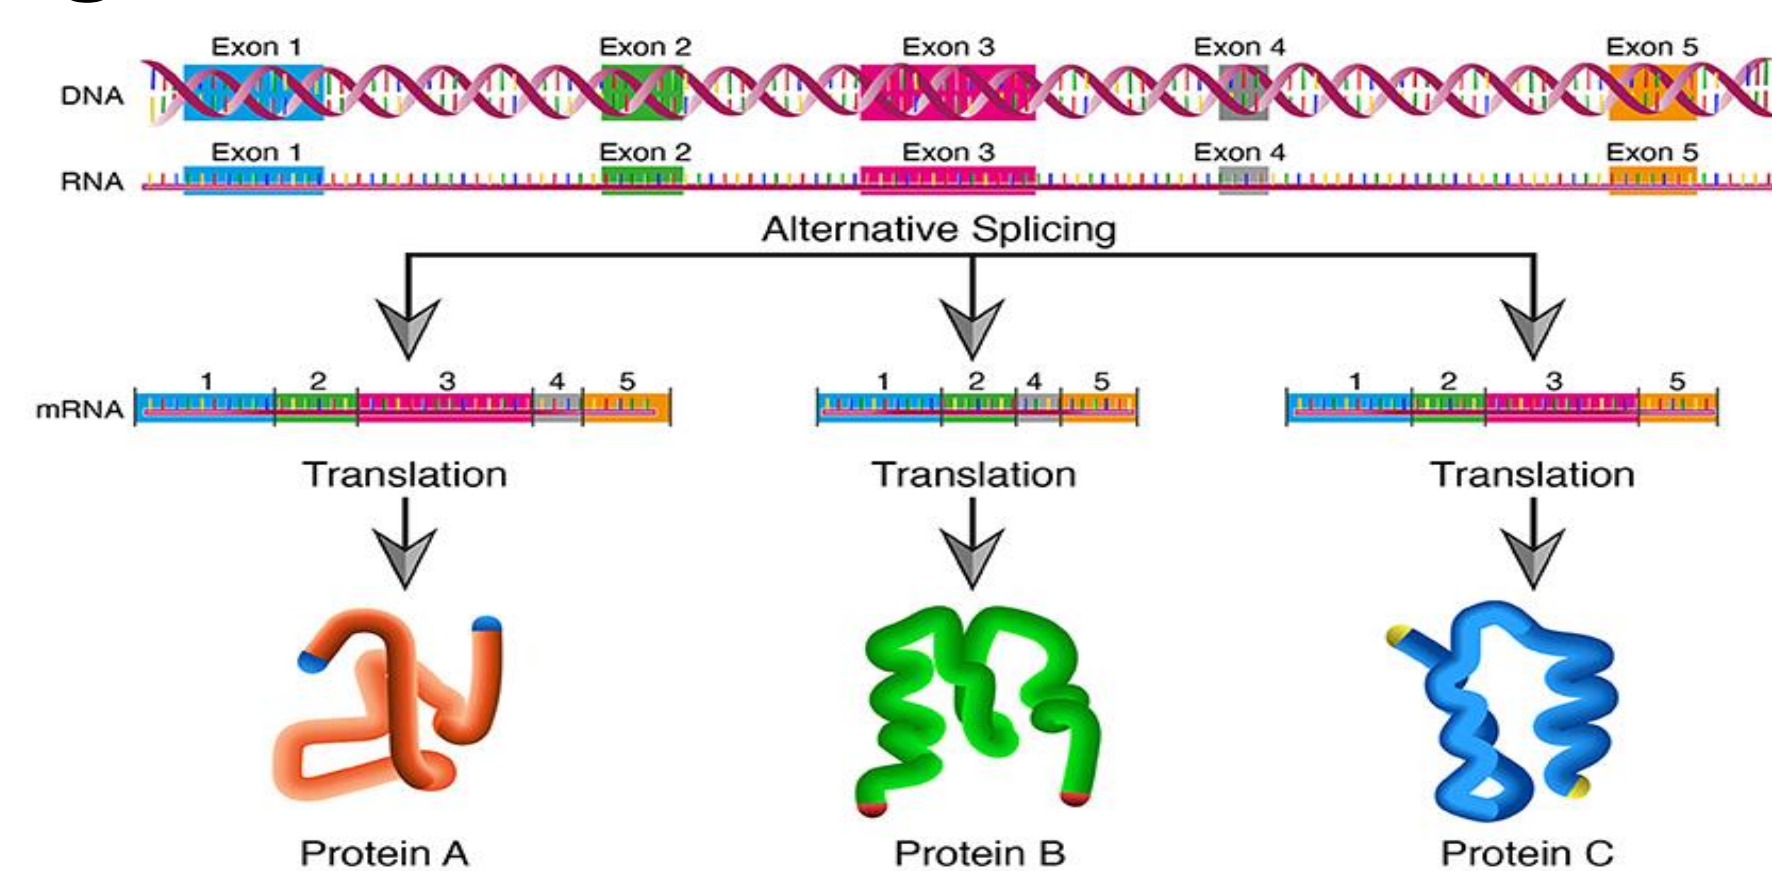 Exon 1 Exon 2 Exon 3 Exon 4 Exon 5
DNA
Exon 1 Exon 2 Exon 3 Exon 4 Exon 5
RNA
Alternative Splicing
1 2 3 4 5 1 2 4 5 1 2 3 5
mRNA
Translation Translation Translation
Protein A Protein B Protein C